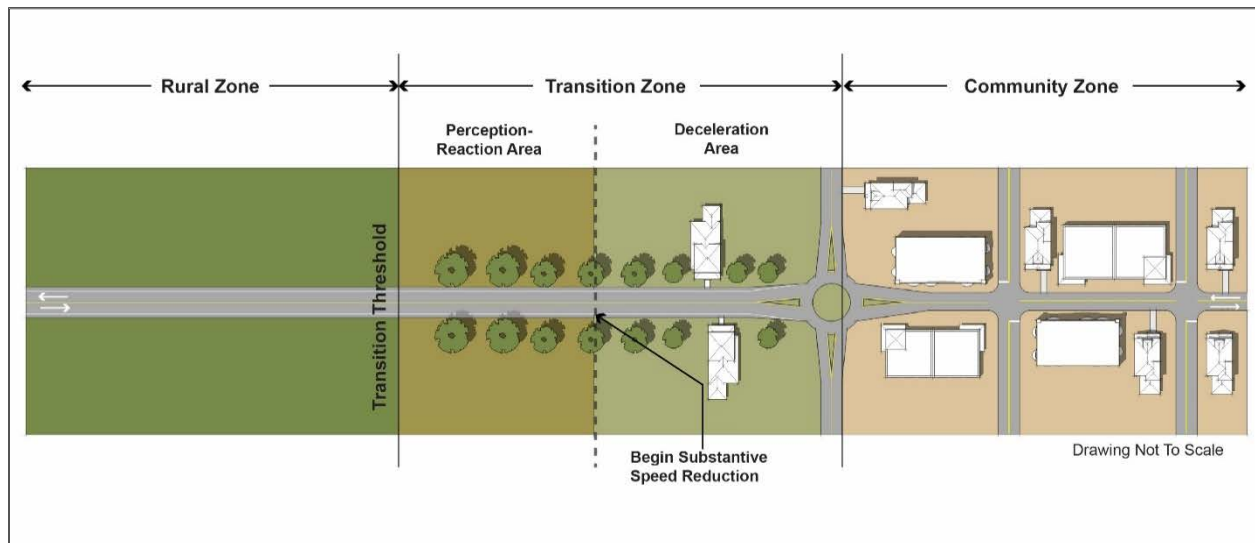 Rural Zone
Transition Zone
Community Zone
Perception-
Reaction Area
Deceleration
Area
Transition Threshold
Begin Substantive
Speed Reduction
Drawing Not To Scale